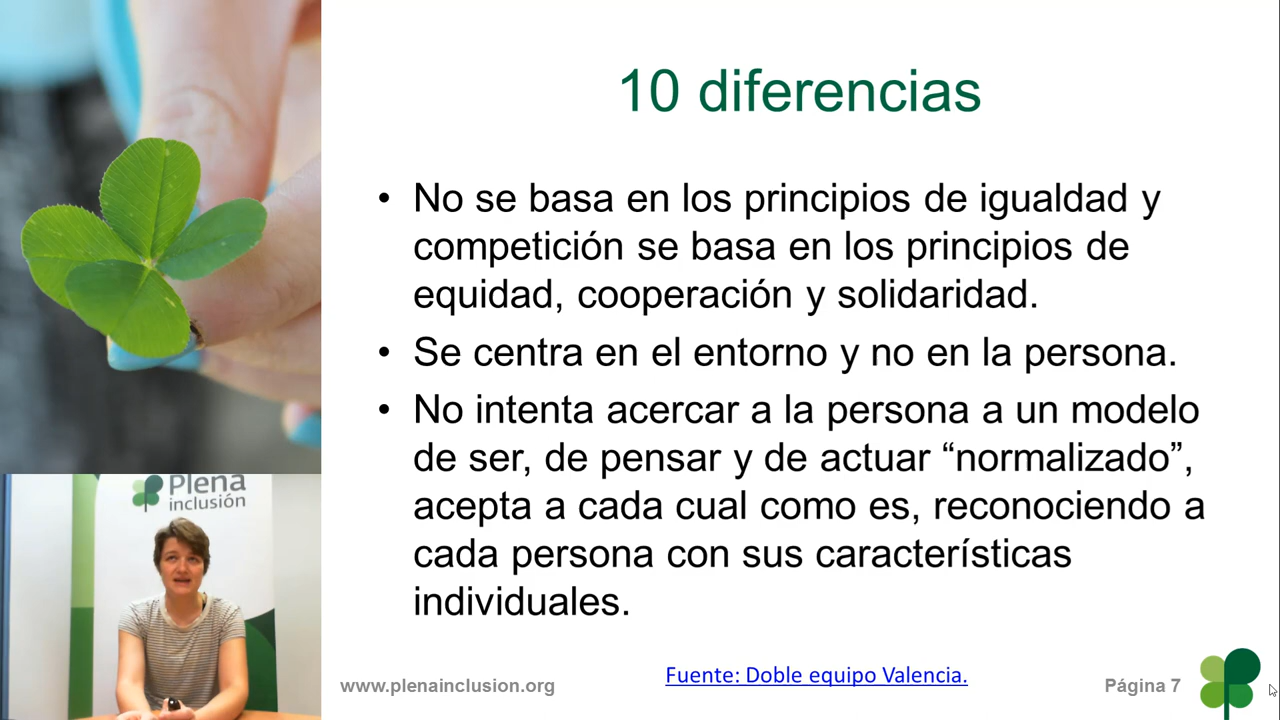 10 diferencias
• No se basa en los principios de igualdad y
competición se basa en los principios de
equidad, cooperación y solidaridad.
• Se centra en el entorno y no en la persona.
• No intenta acercar a la persona a un modelo
de ser, de pensar y de actuar “normalizado”,
acepta a cada cual como es, reconociendo a
cada persona con sus características
individuales.
Plena
inclusión
www.plenainclusion.org
Fuente: Doble equipo Valencia.
Página 7